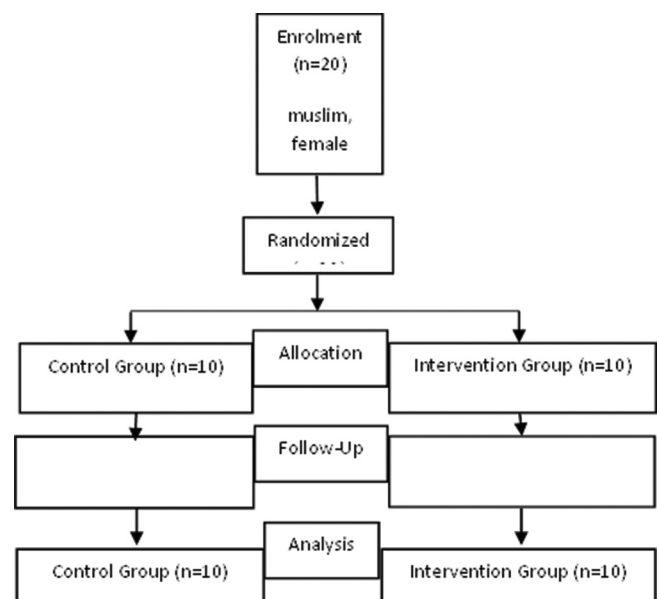 Enrolment
(n=20)
muslim,
female
Randomized
Control Group (n=10)
Allocation
Intervention Group (n=10)
Follow-Up
Analysis
Control Group (n=10)
Intervention Group (n=10)